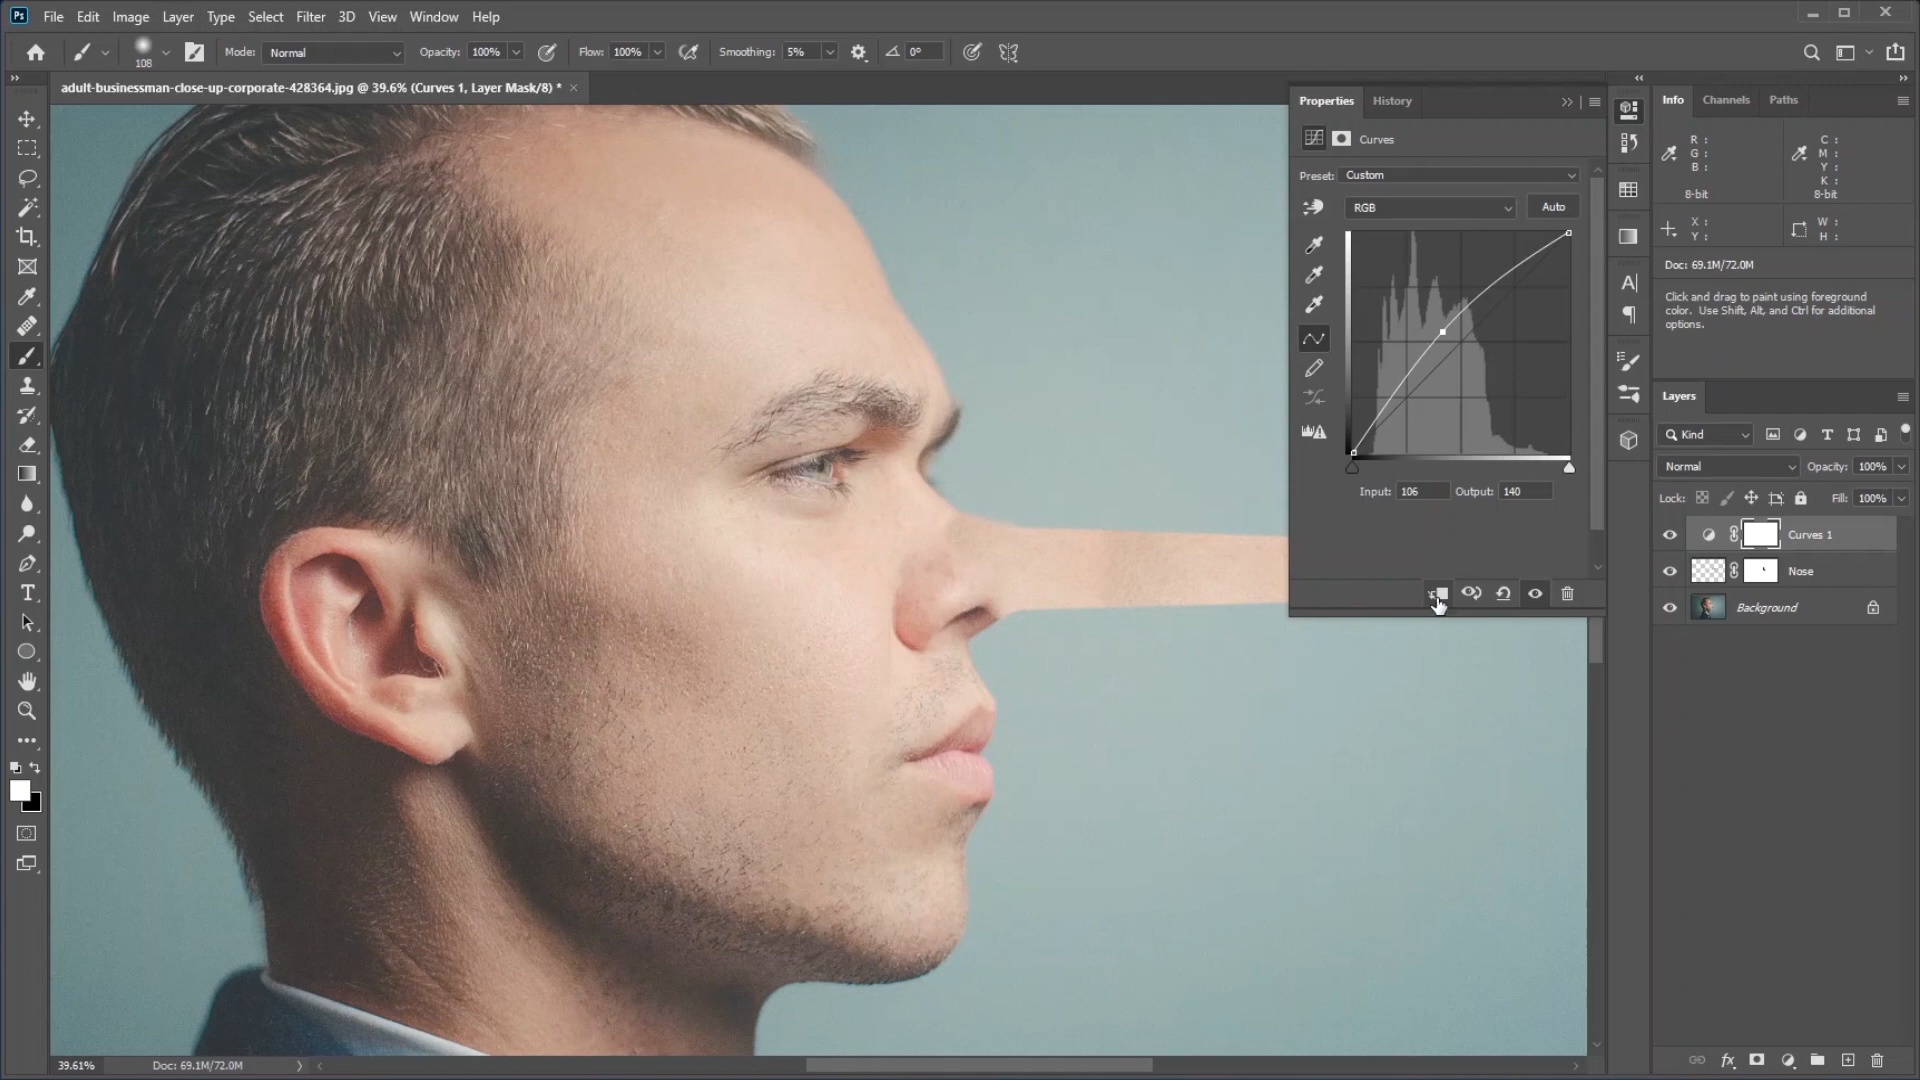 Ps File Edit Image Layer Type Select Filter 3D View Window Help
108 Mode: Normal Opacity: 100% Flow: 100% Smoothing: 5% 0°
adult-businessman-close-up-corporate-428364.jpg @ 39.6% (Curves 1, Layer Mask/8) *
Properties History
Curves
Preset: Custom
RGB Auto
Input: 106 Output: 140
Info Channels Paths
R: C:
G: M:
B: Y:
K:
8-bit 8-bit
X: W:
Y: H:
Doc: 69.1M/72.0M
Click and drag to paint using foreground
color. Use Shift, Alt, and Ctrl for additional
options.
Layers
Kind
Normal Opacity: 100%
Lock: Fill: 100%
Curves 1
Nose
Background
39.61% Doc: 69.1M/72.0M